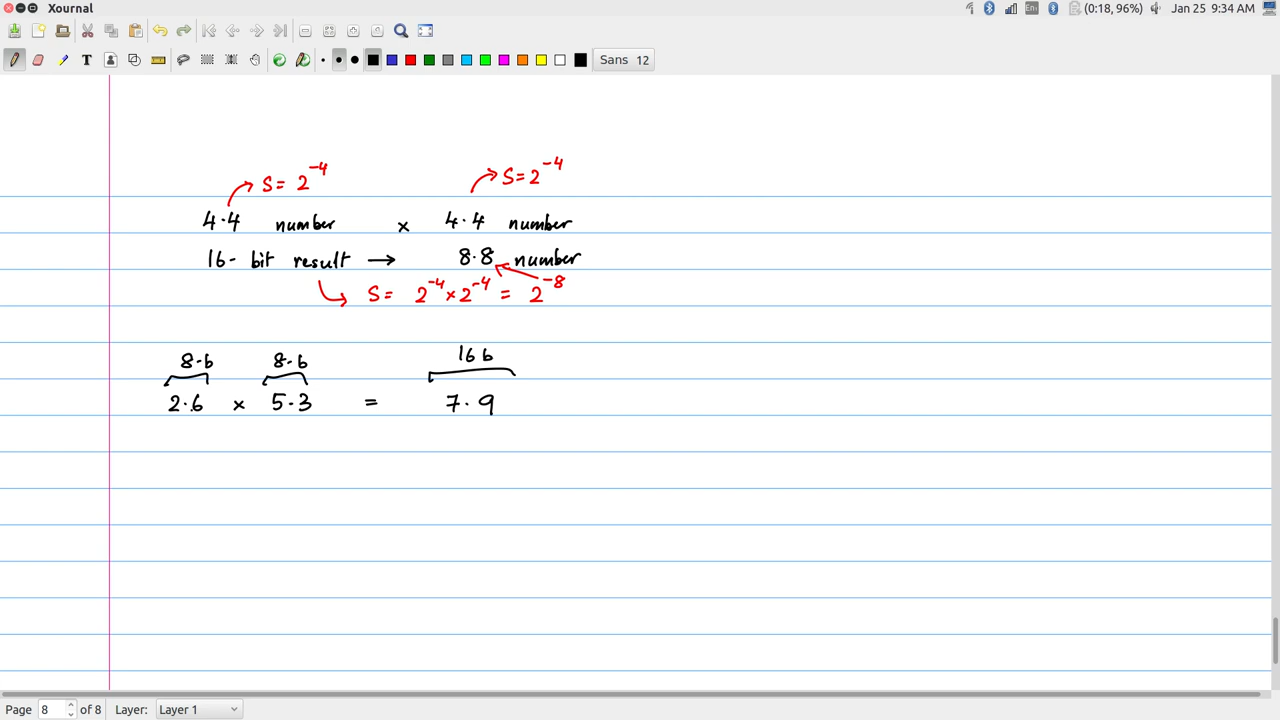 Xournal
(0:18, 96%)
En
Jan 25 9:34 AM
Sans 12
S= 2^-4 S= 2^-4
4.4 number x 4.4 number
16- bit result → 8.8 number
S= 2^-4 x 2^-4 = 2^-8
8-b 8-b 16 b
2.6 x 5.3 = 7.9
Page 8 of 8 Layer: Layer 1